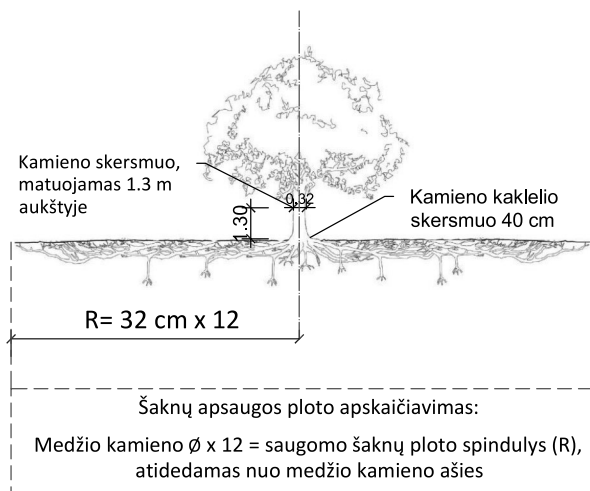 Kamieno skersmuo,
matuojamas 1.3 m
aukštyje
0.32
1.30
Kamieno kaklelio
skersmuo 40 cm
R= 32 cm x 12
Šaknų apsaugos ploto apskaičiavimas:
Medžio kamieno Ø x 12 = saugomo šaknų ploto spindulys (R),
atidedamas nuo medžio kamieno ašies